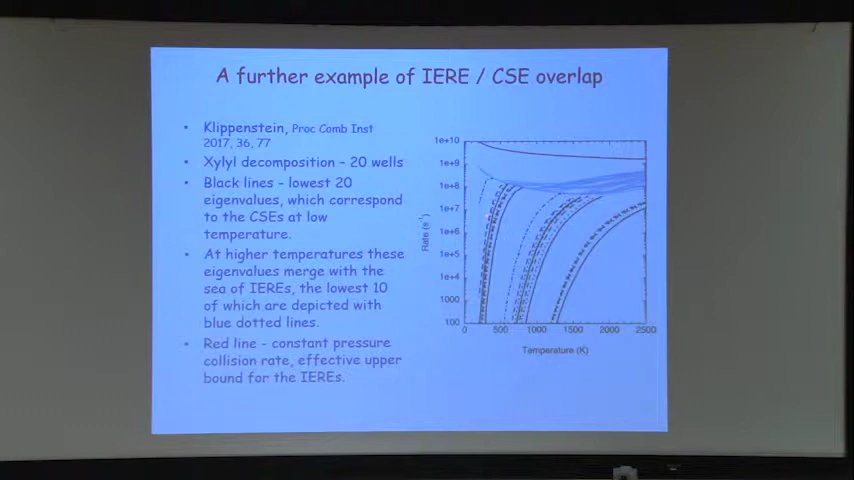 A further example of IERE / CSE overlap
• Klippenstein, Proc Comb Inst
2017, 36, 77
• Xylyl decomposition – 20 wells
• Black lines - lowest 20
eigenvalues, which correspond
to the CSEs at low
temperature.
• At higher temperatures these
eigenvalues merge with the
sea of IEREs, the lowest 10
of which are depicted with
blue dotted lines.
• Red line - constant pressure
collision rate, effective upper
bound for the IEREs.
Rate (s⁻¹)
1e+10
1e+9
1e+8
1e+7
1e+6
1e+5
1e+4
1000
100
0 500 1000 1500 2000 2500
Temperature (K)